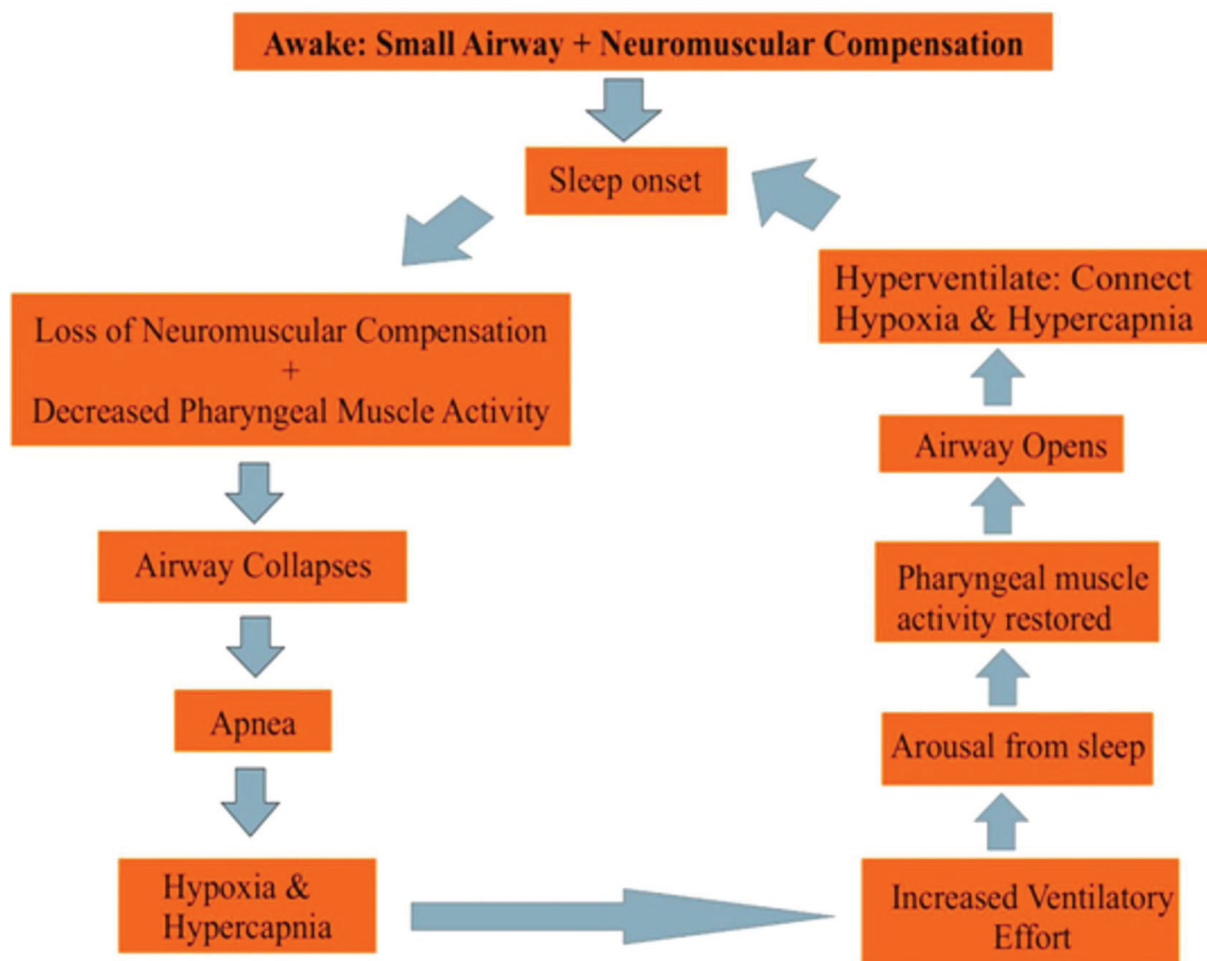 Awake: Small Airway + Neuromuscular Compensation
Sleep onset
Loss of Neuromuscular Compensation
+
Decreased Pharyngeal Muscle Activity
Airway Collapses
Apnea
Hypoxia &
Hypercapnia
Increased Ventilatory
Effort
Arousal from sleep
Pharyngeal muscle
activity restored
Airway Opens
Hyperventilate: Connect
Hypoxia & Hypercapnia